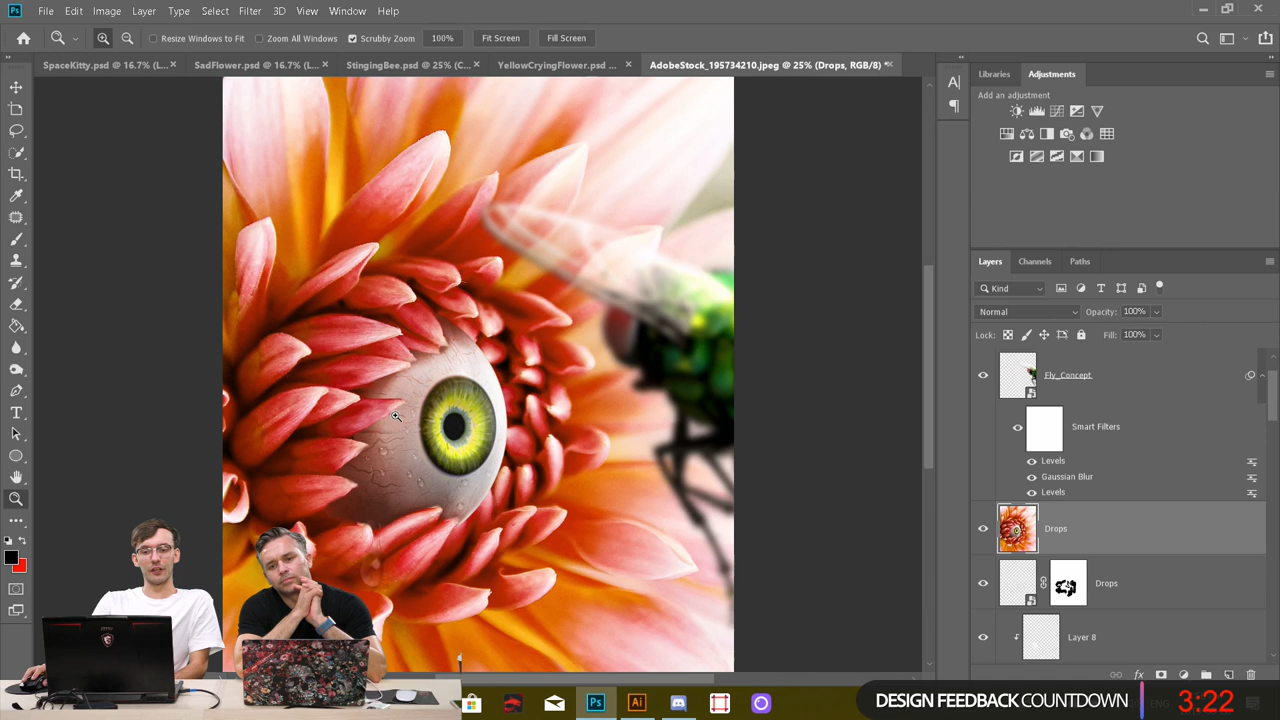 Ps File Edit Image Layer Type Select Filter 3D View Window Help
Resize Windows to Fit Zoom All Windows Scrubby Zoom 100% Fit Screen Fill Screen
SpaceKitty.psd @ 16.7% (L... SadFlower.psd @ 16.7% (L... StingingBee.psd @ 25% (C... YellowCryingFlower.psd ... AdobeStock_195734210.jpeg @ 25% (Drops, RGB/8) *
Libraries Adjustments
Add an adjustment
Layers Channels Paths
Kind
Normal Opacity: 100%
Lock: Fill: 100%
Fly_Concept
Smart Filters
Levels
Gaussian Blur
Levels
Drops
Drops
Layer 8
Ps Ai
DESIGN FEEDBACK COUNTDOWN ENG 3:22